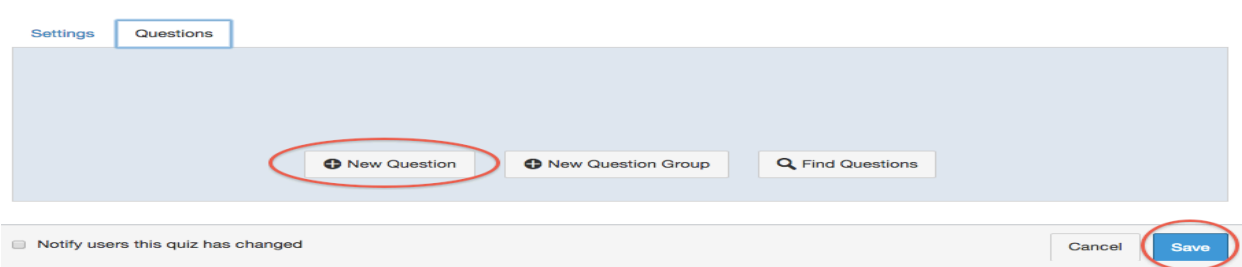 Settings Questions
New Question New Question Group Find Questions
Notify users this quiz has changed Cancel Save